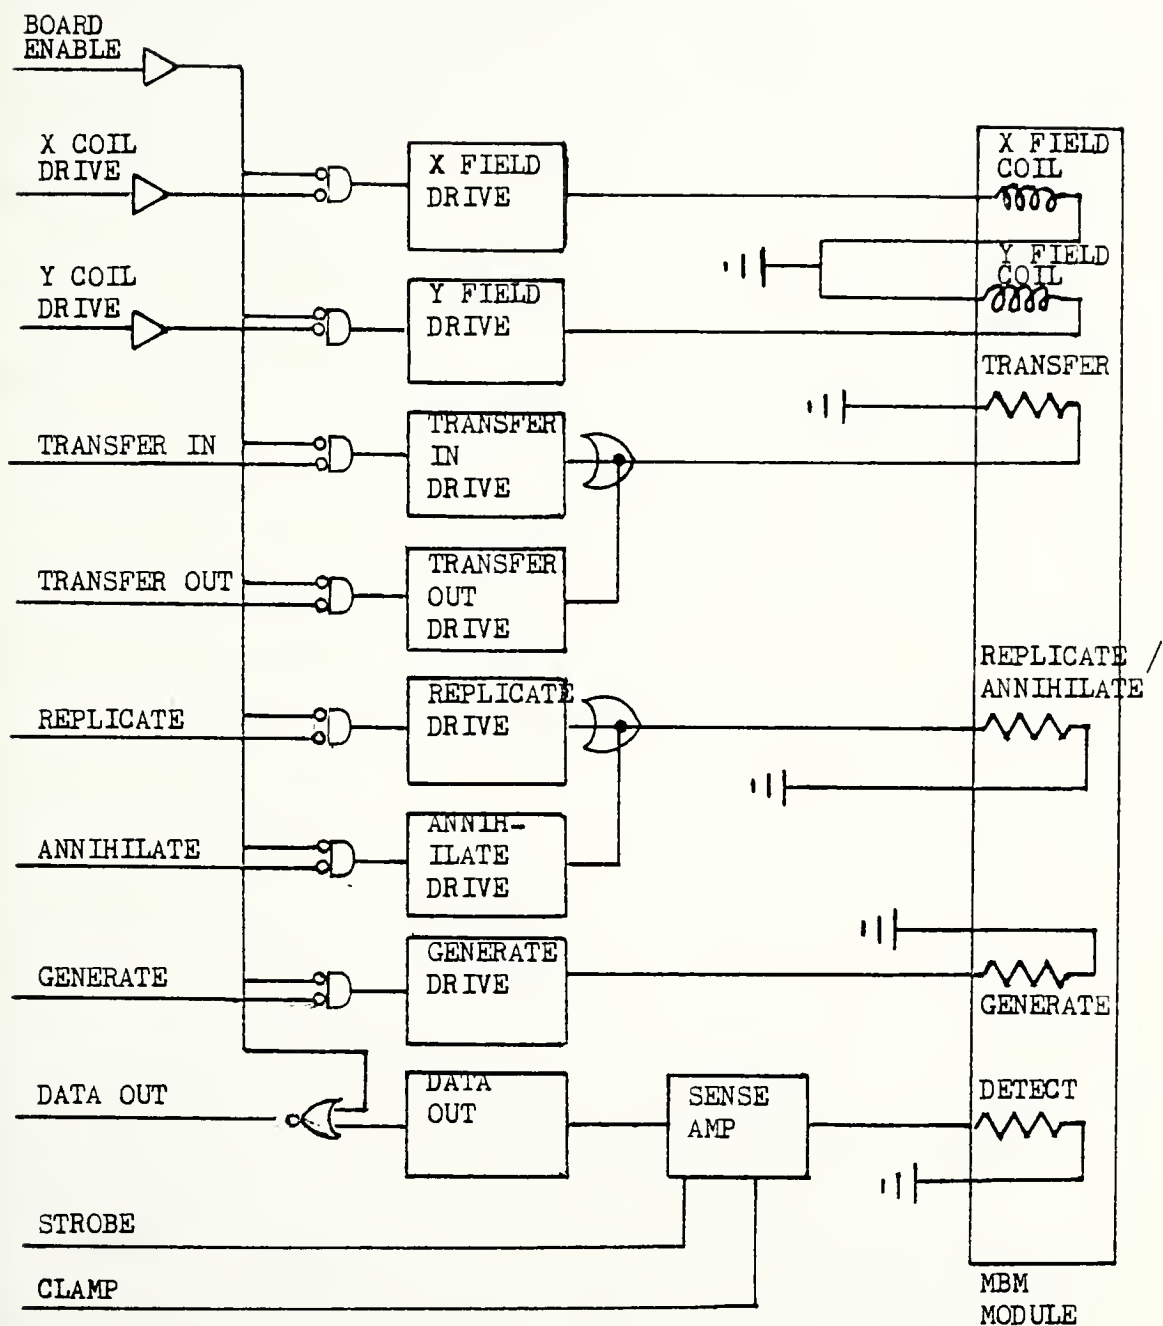 BOARD
ENABLE
X COIL
DRIVE
X FIELD
DRIVE
X FIELD
COIL
Y COIL
DRIVE
Y FIELD
DRIVE
Y FIELD
COIL
TRANSFER IN
TRANSFER
IN
DRIVE
TRANSFER
TRANSFER OUT
TRANSFER
OUT
DRIVE
REPLICATE
REPLICATE
DRIVE
REPLICATE /
ANNIHILATE
ANNIHILATE
ANNIH-
ILATE
DRIVE
GENERATE
GENERATE
DRIVE
GENERATE
DATA OUT
DATA
OUT
SENSE
AMP
DETECT
STROBE
CLAMP
MBM
MODULE